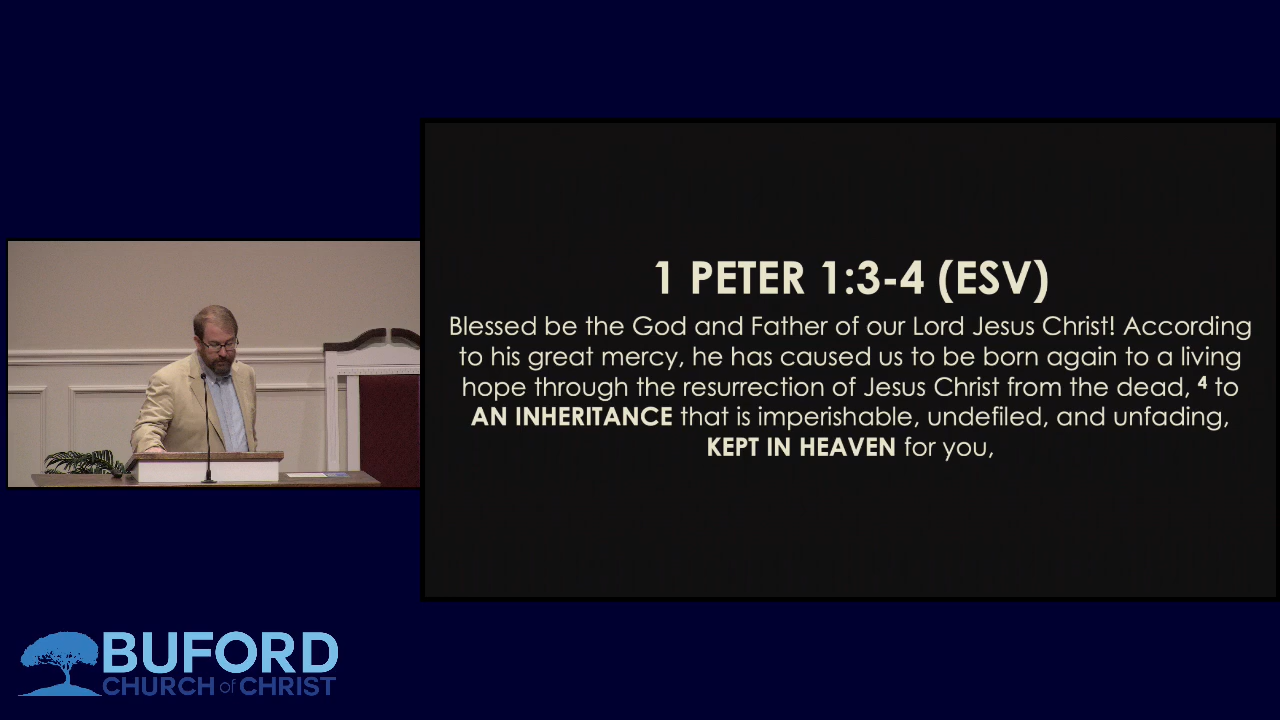 1 PETER 1:3-4 (ESV)
Blessed be the God and Father of our Lord Jesus Christ! According
to his great mercy, he has caused us to be born again to a living
hope through the resurrection of Jesus Christ from the dead, 4 to
AN INHERITANCE that is imperishable, undefiled, and unfading,
KEPT IN HEAVEN for you,
BUFORD
CHURCH of CHRIST